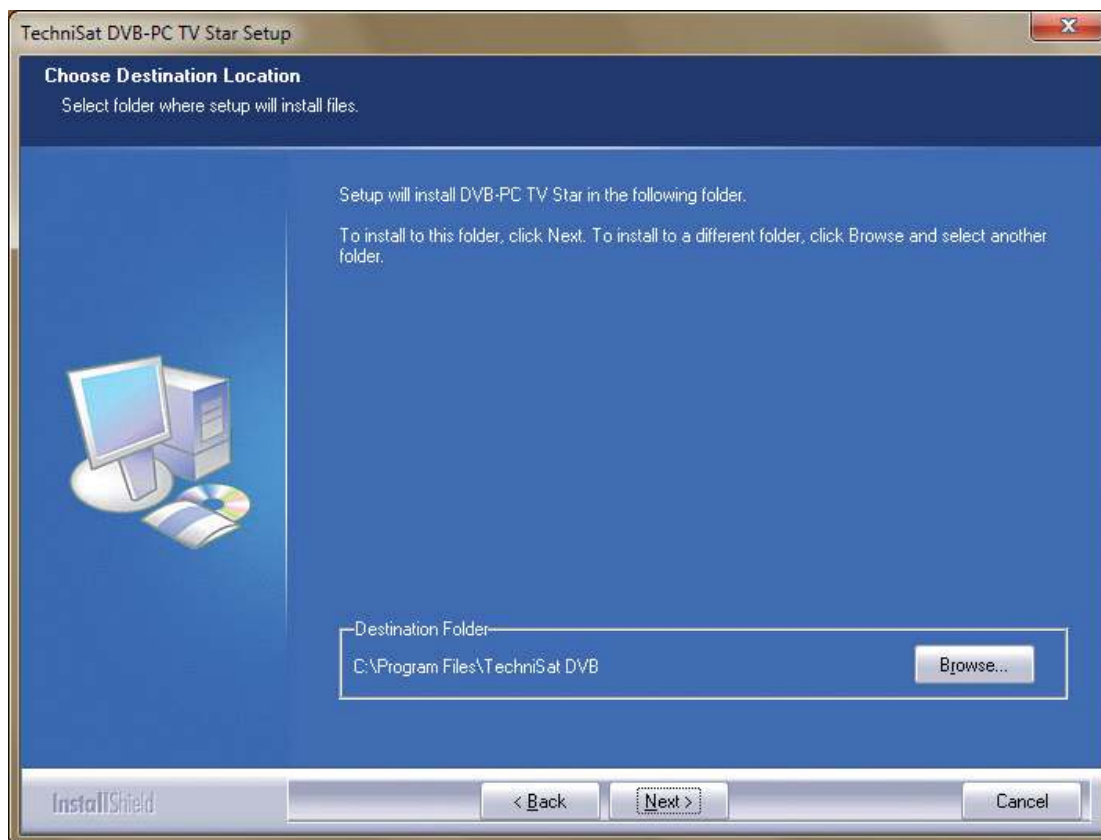 TechniSat DVB-PC TV Star Setup
Choose Destination Location
Select folder where setup will install files.
Setup will install DVB-PC TV Star in the following folder.
To install to this folder, click Next. To install to a different folder, click Browse and select another
folder.
Destination Folder
C:\Program Files\TechniSat DVB
Browse...
InstallShield
< Back
Next >
Cancel